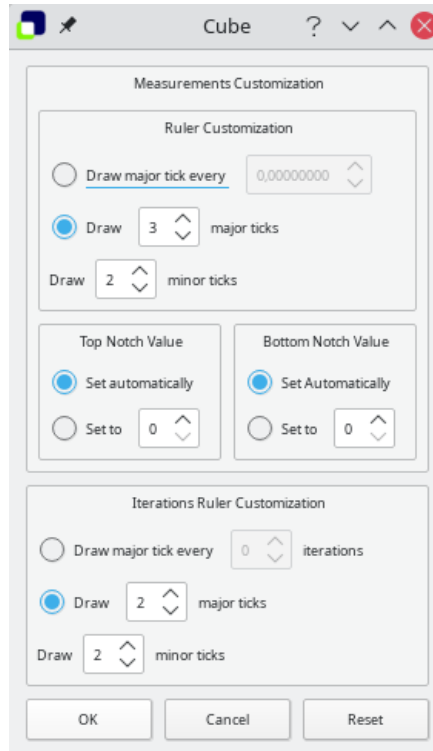 Cube
Measurements Customization
Ruler Customization
Draw major tick every 0,00000000
Draw 3 major ticks
Draw 2 minor ticks
Top Notch Value
Set automatically
Set to 0
Bottom Notch Value
Set Automatically
Set to 0
Iterations Ruler Customization
Draw major tick every 0 iterations
Draw 2 major ticks
Draw 2 minor ticks
OK Cancel Reset